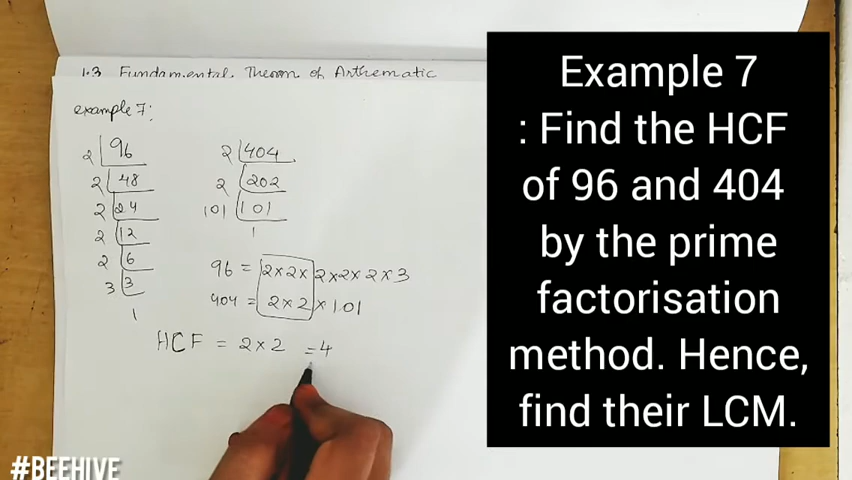 1.3 Fundamental Theorm of Arthematic
example 7:
2 96
2 48
2 24
2 12
2 6
3 3
1
2 404
2 202
101 101
1
96 = 2×2×2×2×2×3
404 = 2×2×101
HCF = 2×2 =4
Example 7
: Find the HCF
of 96 and 404
by the prime
factorisation
method. Hence,
find their LCM.
#BEEHIVE